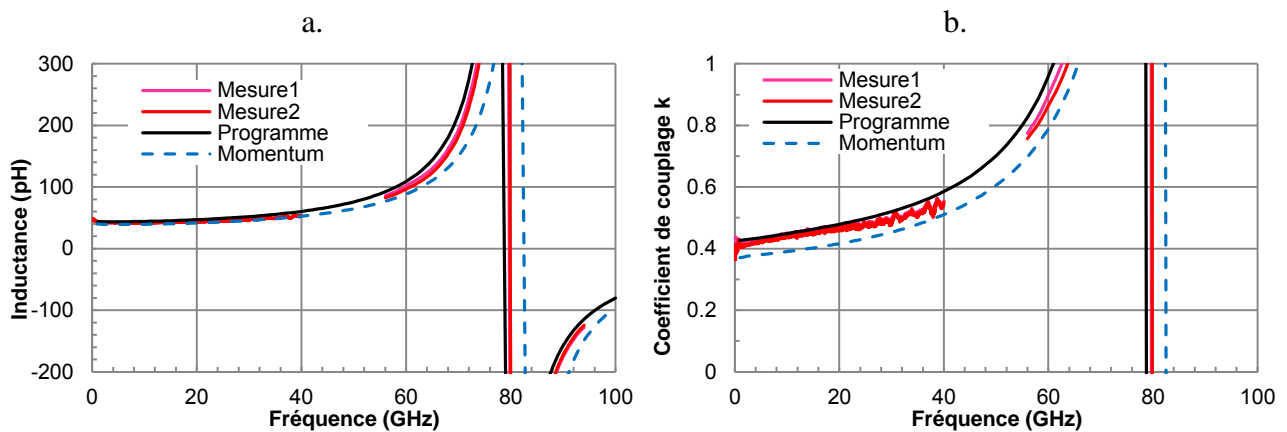 a.
300
200
100
0
-100
-200
Inductance (pH)
Mesure1
Mesure2
Programme
Momentum
0 20 40 60 80 100
Fréquence (GHz)
b.
1
0.8
0.6
0.4
0.2
0
Coefficient de couplage k
Mesure1
Mesure2
Programme
Momentum
0 20 40 60 80 100
Fréquence (GHz)